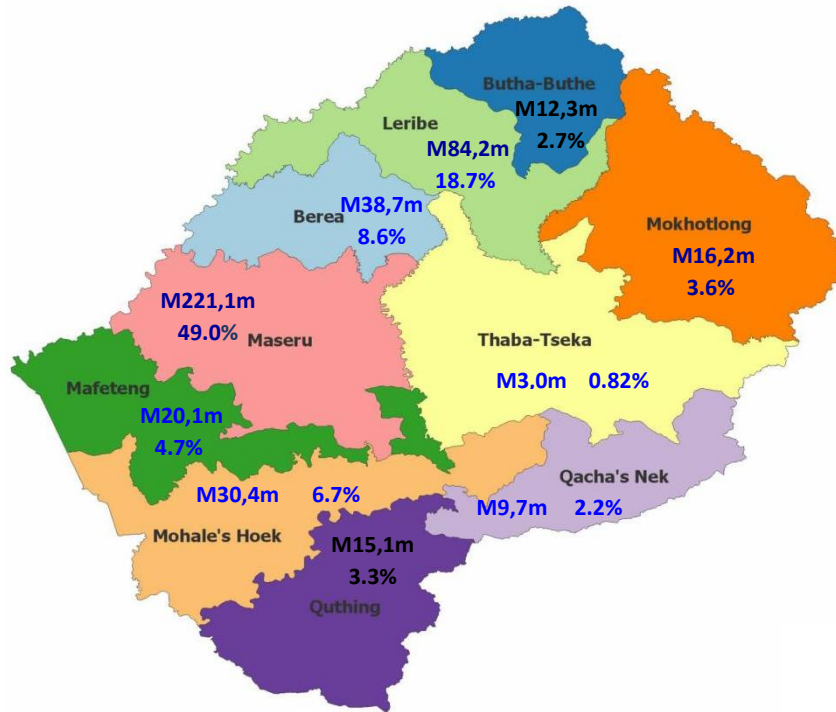 Butha-Buthe
M12,3m
2.7%
Leribe
M84,2m
18.7%
Berea
M38,7m
8.6%
Mokhotlong
M16,2m
3.6%
M221,1m
49.0%
Maseru
Thaba-Tseka
M3,0m 0.82%
Mafeteng
M20,1m
4.7%
M30,4m 6.7%
Mohale's Hoek
Qacha's Nek
M9,7m 2.2%
M15,1m
3.3%
Quthing